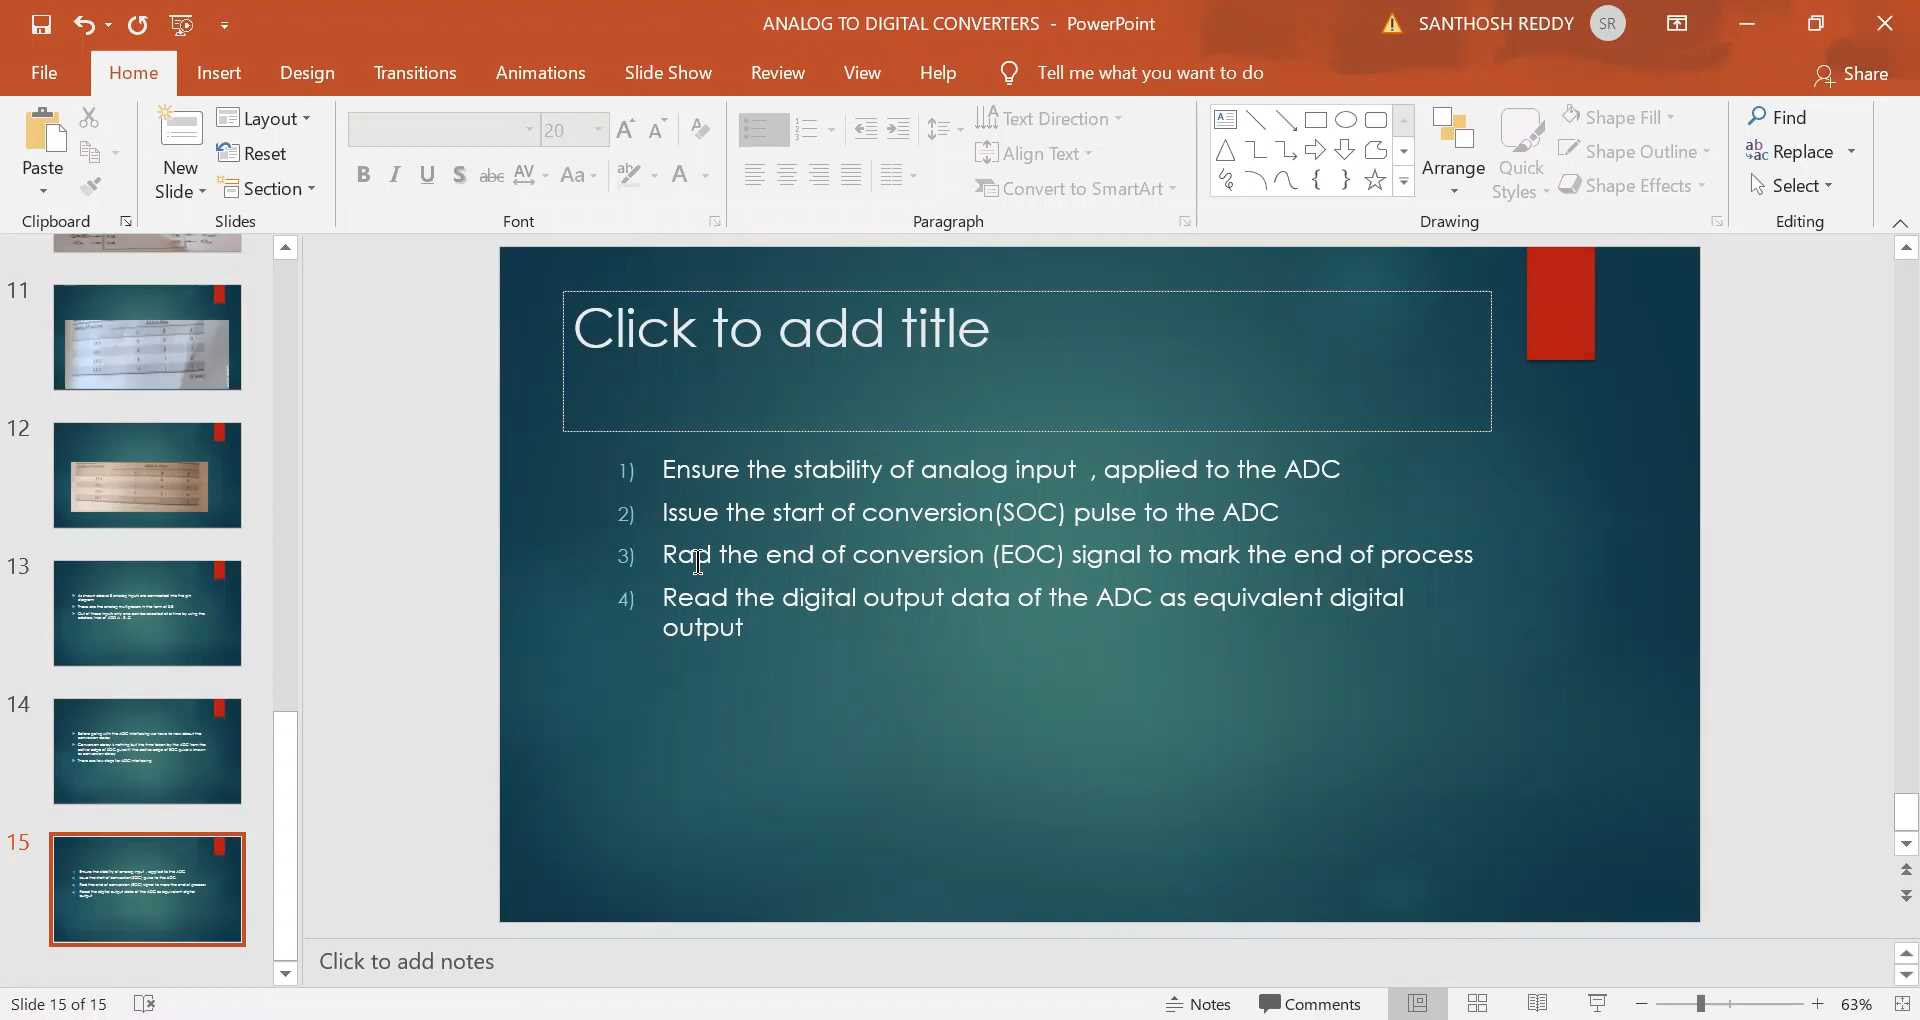 ANALOG TO DIGITAL CONVERTERS - PowerPoint
SANTHOSH REDDY
SR
File
Home
Insert
Design
Transitions
Animations
Slide Show
Review
View
Help
Tell me what you want to do
Share
Paste
New
Slide
Layout
Reset
Section
20
B
I
U
S
abc
AV
Aa
A
Text Direction
Align Text
Convert to SmartArt
Arrange
Quick
Styles
Shape Fill
Shape Outline
Shape Effects
Find
Replace
Select
Clipboard
Slides
Font
Paragraph
Drawing
Editing
11
12
13
14
15
Click to add title
1) Ensure the stability of analog input , applied to the ADC
2) Issue the start of conversion(SOC) pulse to the ADC
3) Rad the end of conversion (EOC) signal to mark the end of process
4) Read the digital output data of the ADC as equivalent digital
output
Click to add notes
Slide 15 of 15
Notes
Comments
63%